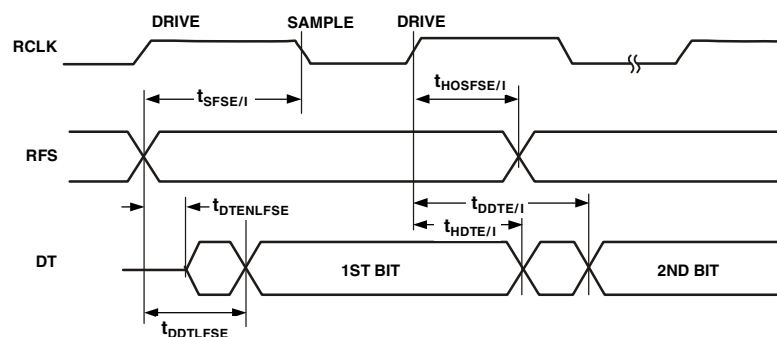 DRIVE SAMPLE DRIVE
RCLK
tSFSE/I tHOSFSE/I
RFS
tDDTE/I
tDTENLFSE
tHDTE/I
DT 1ST BIT 2ND BIT
tDDTLFSE